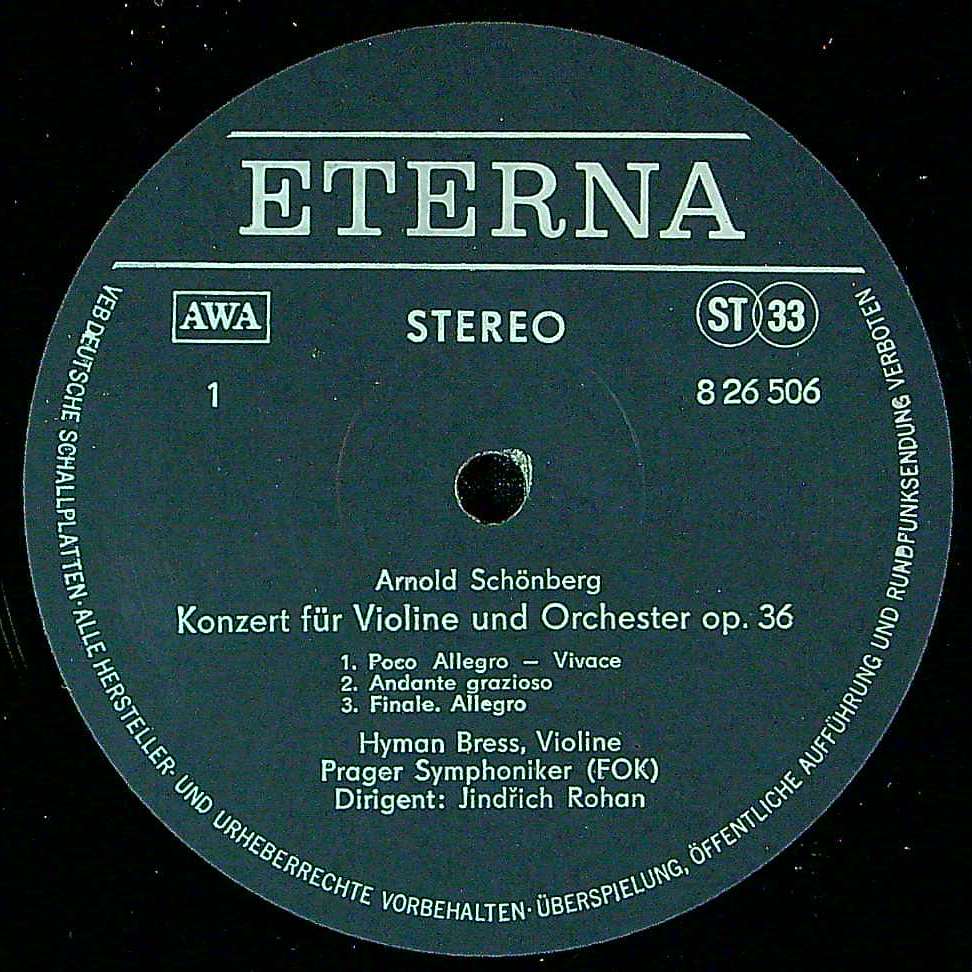 ETERNA
AWA
STEREO
ST 33
1
8 26 506
Arnold Schönberg
Konzert für Violine und Orchester op. 36
1. Poco Allegro – Vivace
2. Andante grazioso
3. Finale. Allegro
Hyman Bress, Violine
Prager Symphoniker (FOK)
Dirigent: Jindřich Rohan
VEB DEUTSCHE SCHALLPLATTEN · ALLE HERSTELLER- UND URHEBERRECHTE VORBEHALTEN · ÜBERSPIELUNG, ÖFFENTLICHE AUFFÜHRUNG UND RUNDFUNKSENDUNG VERBOTEN